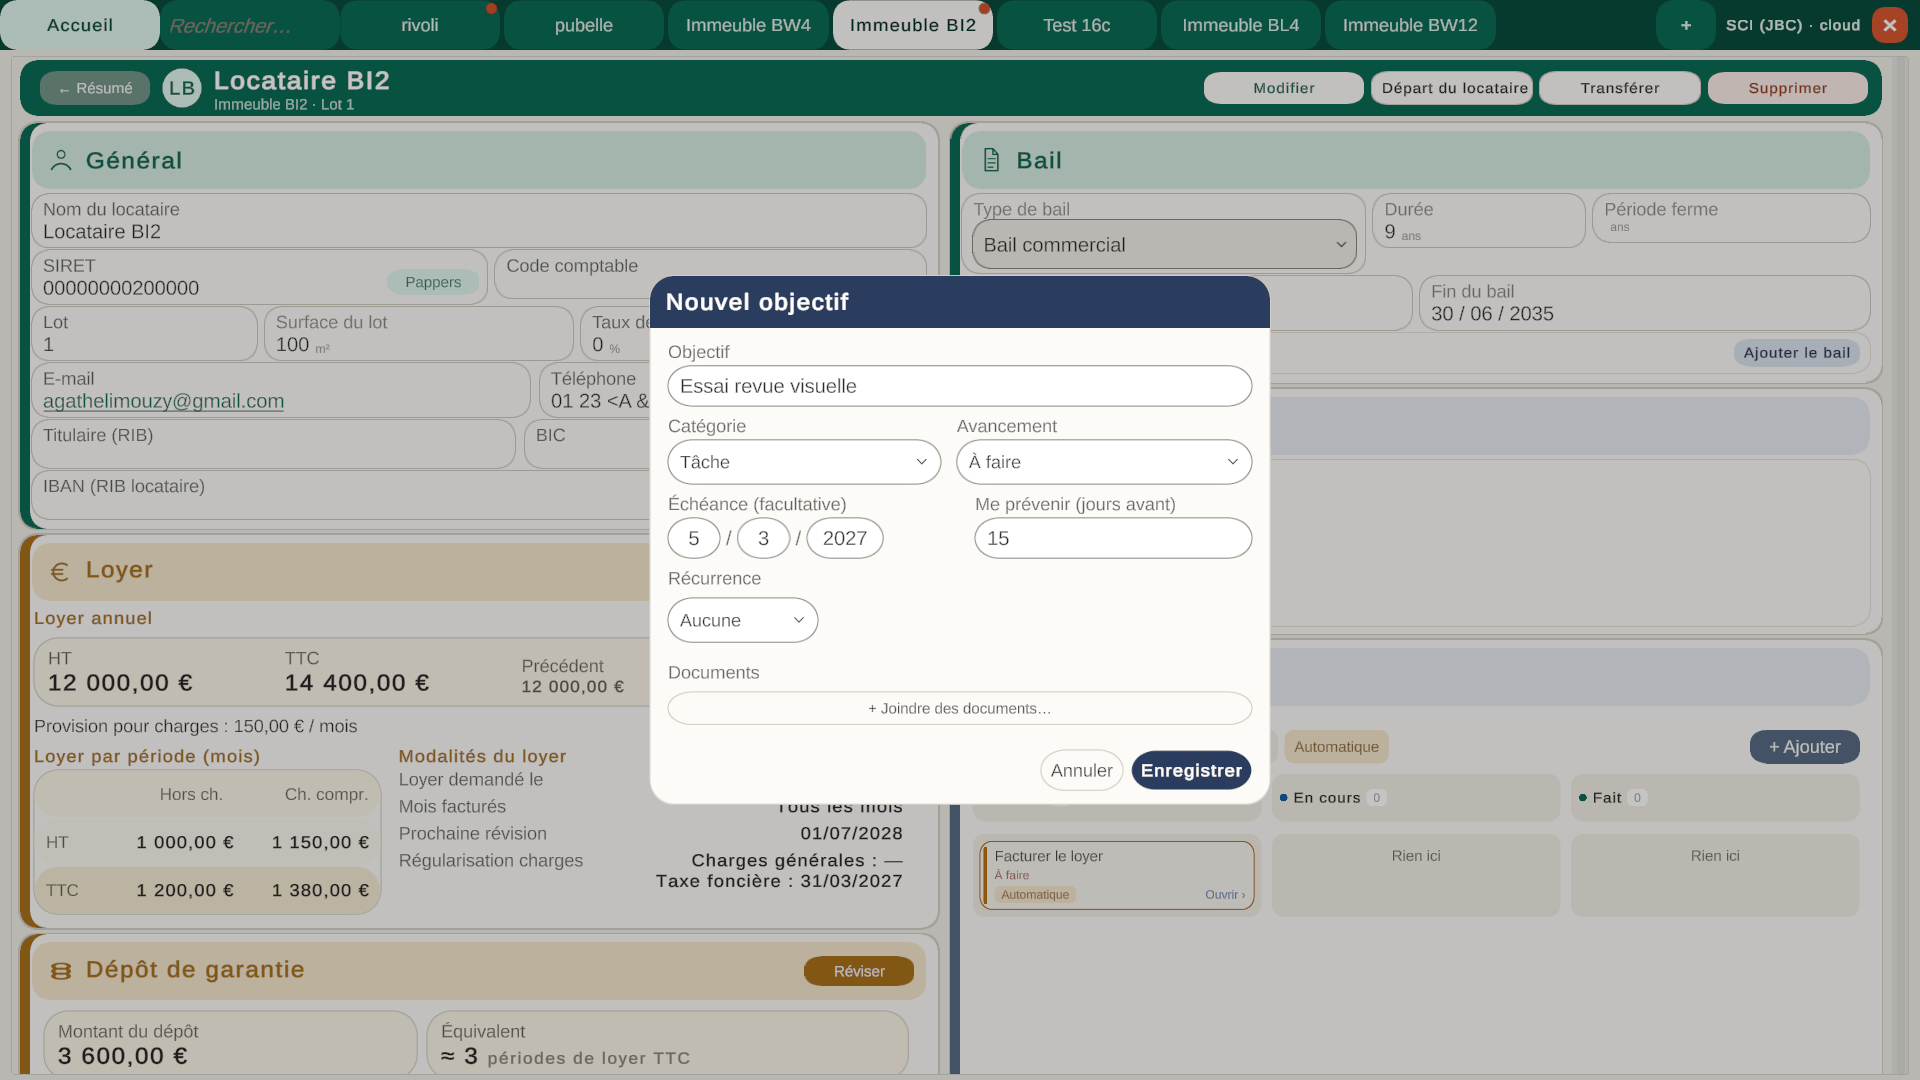 Accueil
Rechercher…
rivoli
pubelle
Immeuble BW4
Immeuble BI2
Test 16c
Immeuble BL4
Immeuble BW12
+
SCI (JBC) · cloud
×
← Résumé
LB
Locataire BI2
Immeuble BI2 · Lot 1
Modifier
Départ du locataire
Transférer
Supprimer
Général
Nom du locataire
Locataire BI2
SIRET
00000000200000
Pappers
Code comptable
Lot
1
Surface du lot
100 m²
Taux de
0 %
E-mail
agathelimouzy@gmail.com
Téléphone
01 23 <A &
Titulaire (RIB)
BIC
IBAN (RIB locataire)
Loyer
Loyer annuel
HT
12 000,00 €
TTC
14 400,00 €
Précédent
12 000,00 €
Provision pour charges : 150,00 € / mois
Loyer par période (mois)
Hors ch.
Ch. compr.
HT
1 000,00 €
1 150,00 €
TTC
1 200,00 €
1 380,00 €
Modalités du loyer
Loyer demandé le
Mois facturés
Tous les mois
Prochaine révision
01/07/2028
Régularisation charges
Charges générales : —
Taxe foncière : 31/03/2027
Dépôt de garantie
Réviser
Montant du dépôt
3 600,00 €
Équivalent
≈ 3 périodes de loyer TTC
Bail
Type de bail
Bail commercial
Durée
9 ans
Période ferme
ans
Fin du bail
30 / 06 / 2035
Ajouter le bail
Automatique
+ Ajouter
En cours 0
Fait 0
Facturer le loyer
À faire
Automatique
Ouvrir ›
Rien ici
Rien ici
Nouvel objectif
Objectif
Essai revue visuelle
Catégorie
Tâche
Avancement
À faire
Échéance (facultative)
5 / 3 / 2027
Me prévenir (jours avant)
15
Récurrence
Aucune
Documents
+ Joindre des documents…
Annuler
Enregistrer